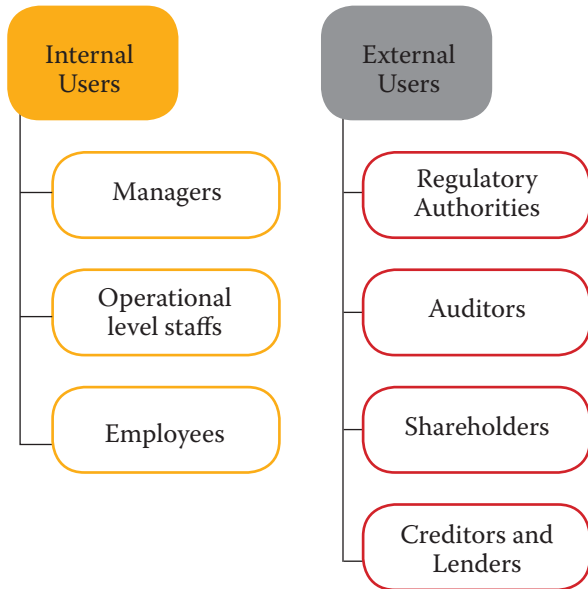 Internal
Users
Managers
Operational
level staffs
Employees
External
Users
Regulatory
Authorities
Auditors
Shareholders
Creditors and
Lenders